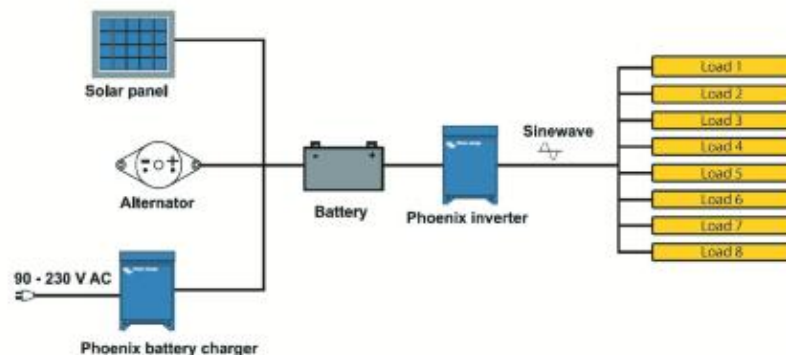 Solar panel
Alternator
90 - 230 V AC
Phoenix battery charger
Battery
Phoenix inverter
Sinewave
Load 1
Load 2
Load 3
Load 4
Load 5
Load 6
Load 7
Load 8